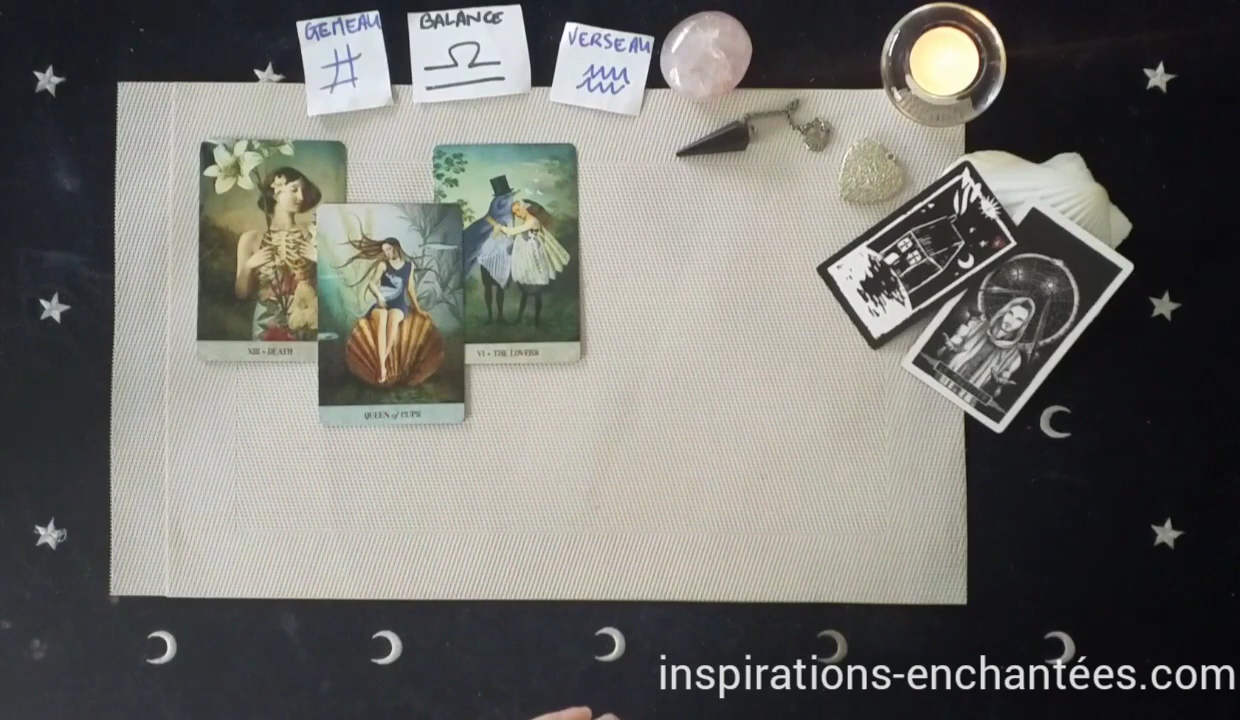 GEMEAU
BALANCE
VERSEAU
XIII • DEATH
VI • THE LOVERS
QUEEN of CUPS
inspirations-enchantées.com